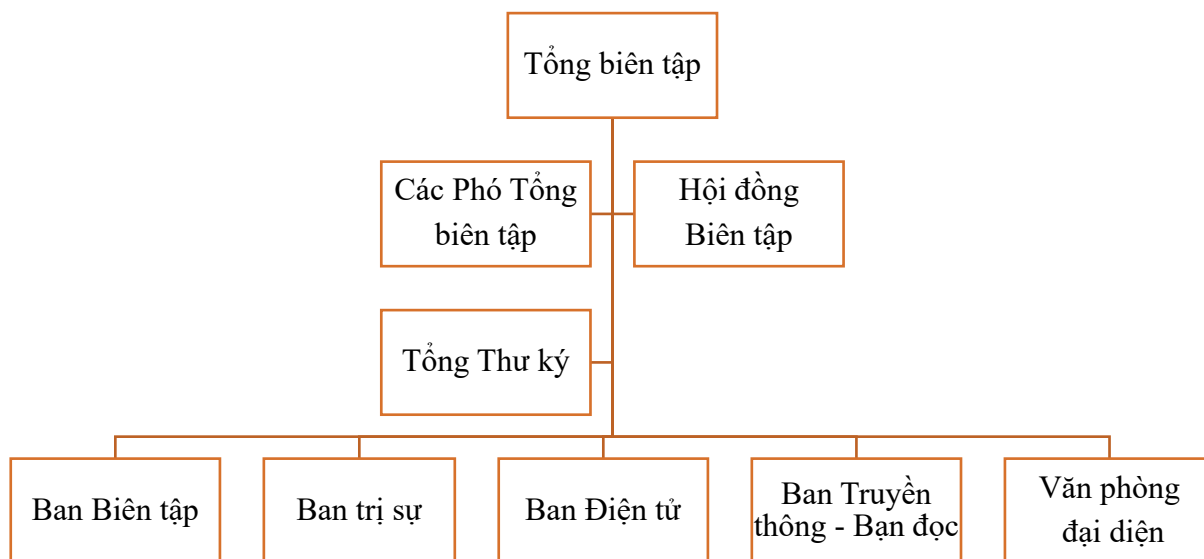 Tổng biên tập
Các Phó Tổng
biên tập
Hội đồng
Biên tập
Tổng Thư ký
Ban Biên tập
Ban trị sự
Ban Điện tử
Ban Truyền
thông - Bạn đọc
Văn phòng
đại diện